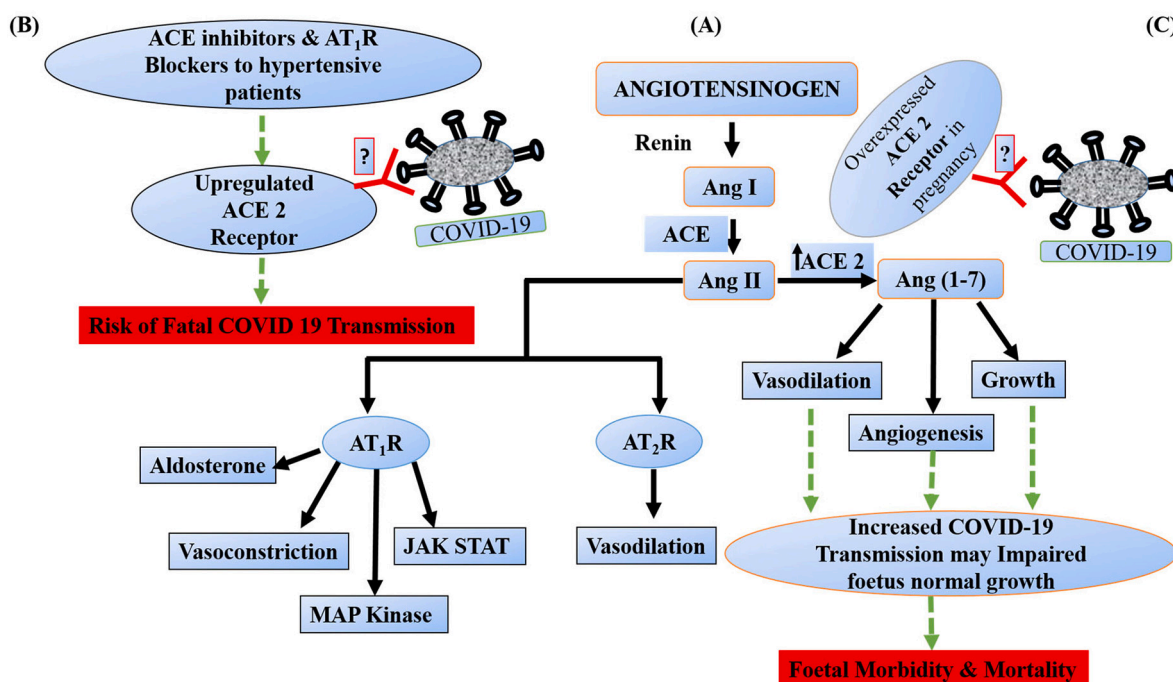 (B)
ACE inhibitors & AT₁R
Blockers to hypertensive
patients
?
Upregulated
ACE 2
Receptor
COVID-19
Risk of Fatal COVID 19 Transmission
(A)
ANGIOTENSINOGEN
Renin
Ang I
ACE
Ang II
↑ACE 2
Ang (1-7)
AT₁R
AT₂R
Aldosterone
Vasoconstriction
MAP Kinase
JAK STAT
Vasodilation
(C)
Overexpressed
ACE 2
Receptor in
pregnancy
?
COVID-19
Vasodilation
Angiogenesis
Growth
Increased COVID-19
Transmission may Impaired
foetus normal growth
Foetal Morbidity & Mortality